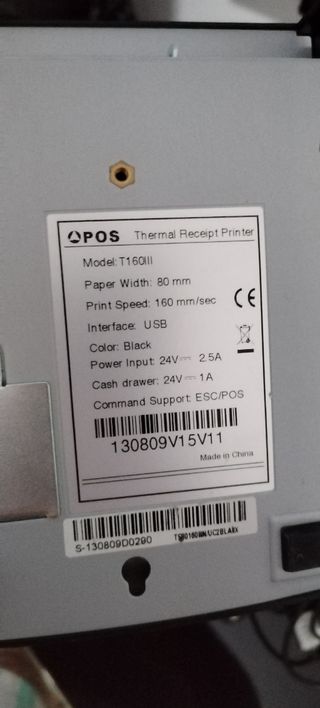 POS Thermal Receipt Printer
Model: T160III
Paper Width: 80 mm
Print Speed: 160 mm/sec
CE
Interface: USB
Color: Black
Power Input: 24V⎓ 2.5A
Cash drawer: 24V⎓ 1A
Command Support: ESC/POS
130809V15V11
Made in China
S-130809D0290